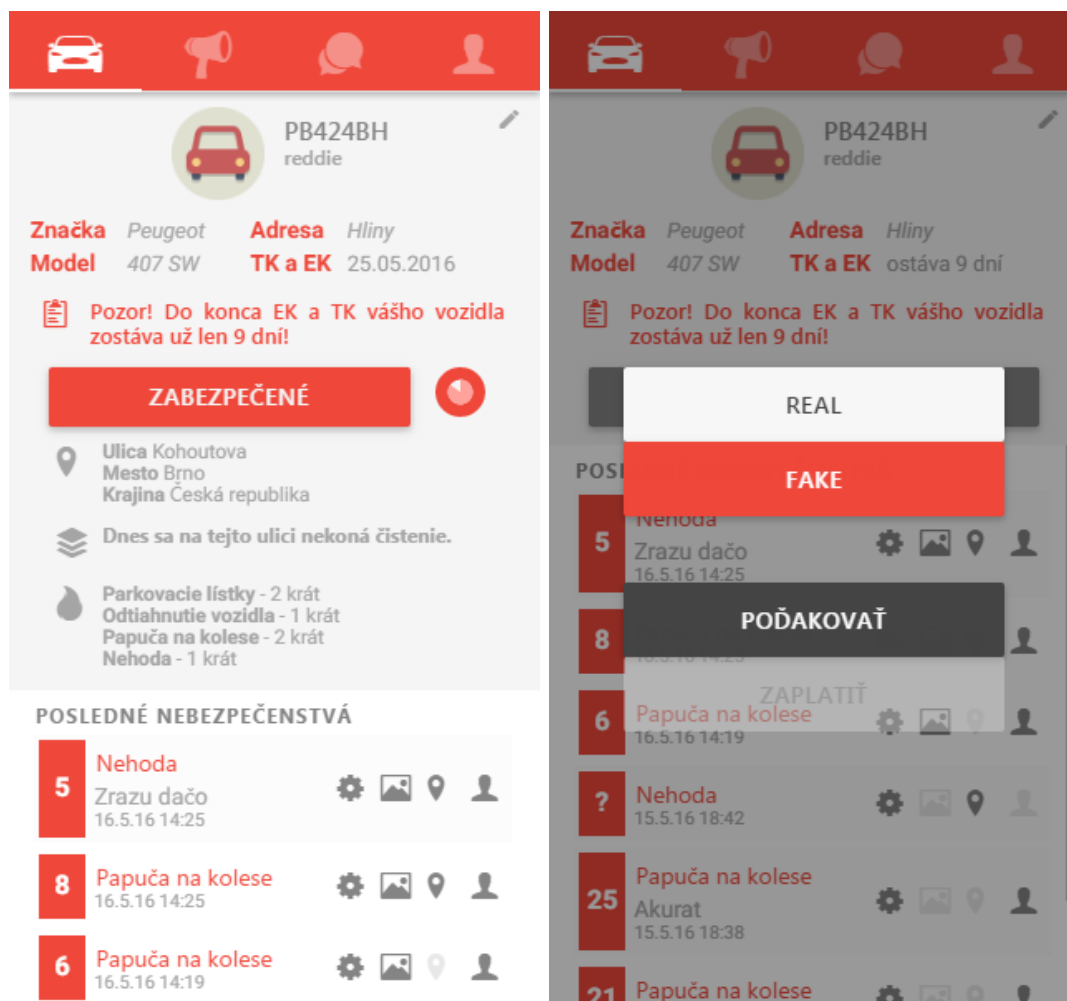 PB424BH
reddie
Značka Peugeot Adresa Hliny
Model 407 SW TK a EK 25.05.2016
Pozor! Do konca EK a TK vášho vozidla
zostáva už len 9 dní!
ZABEZPEČENÉ
Ulica Kohoutova
Mesto Brno
Krajina Česká republika
Dnes sa na tejto ulici nekoná čistenie.
Parkovacie lístky - 2 krát
Odtiahnutie vozidla - 1 krát
Papuča na kolese - 2 krát
Nehoda - 1 krát
POSLEDNÉ NEBEZPEČENSTVÁ
5 Nehoda
Zrazu dačo
16.5.16 14:25
8 Papuča na kolese
16.5.16 14:25
6 Papuča na kolese
16.5.16 14:19
PB424BH
reddie
Značka Peugeot Adresa Hliny
Model 407 SW TK a EK ostáva 9 dní
Pozor! Do konca EK a TK vášho vozidla
zostáva už len 9 dní!
REAL
FAKE
5 Nehoda
Zrazu dačo
16.5.16 14:25
POĎAKOVAŤ
8
16.5.16 14:25
ZAPLATIŤ
6 Papuča na kolese
16.5.16 14:19
? Nehoda
15.5.16 18:42
25 Papuča na kolese
Akurat
15.5.16 18:38
21 Papuča na kolese